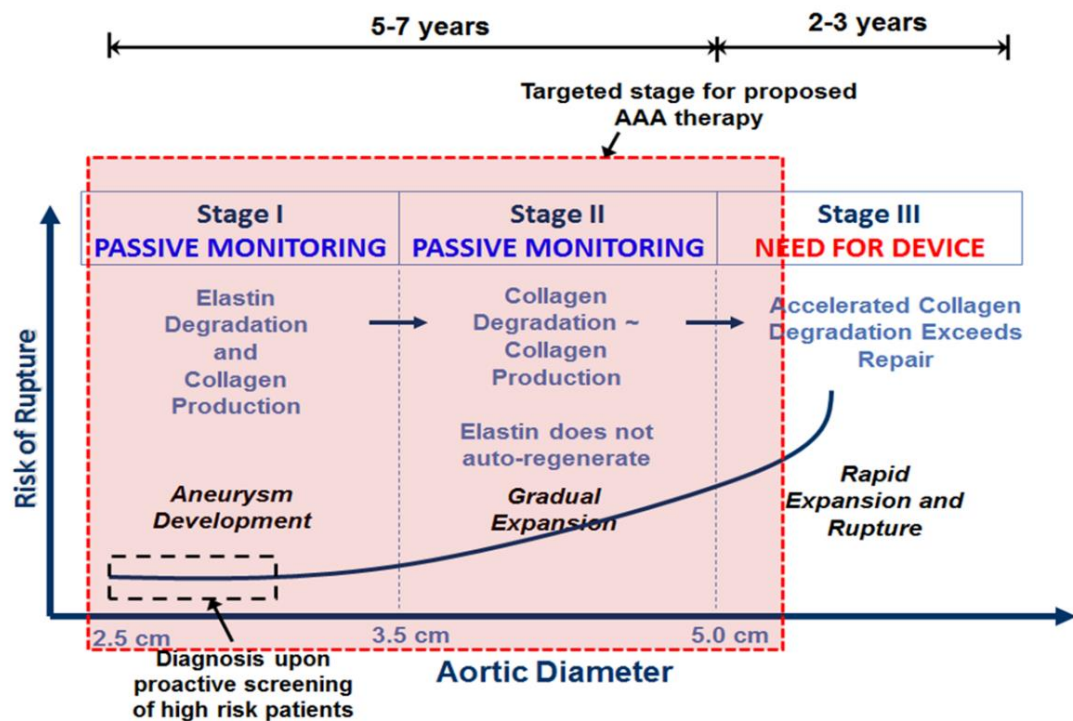 5-7 years
2-3 years
Targeted stage for proposed
AAA therapy
Stage I
PASSIVE MONITORING
Stage II
PASSIVE MONITORING
Stage III
NEED FOR DEVICE
Elastin
Degradation
and
Collagen
Production
Collagen
Degradation ~
Collagen
Production
Elastin does not
auto-regenerate
Accelerated Collagen
Degradation Exceeds
Repair
Risk of Rupture
Aneurysm
Development
Gradual
Expansion
Rapid
Expansion and
Rupture
2.5 cm
3.5 cm
5.0 cm
Diagnosis upon
proactive screening
of high risk patients
Aortic Diameter